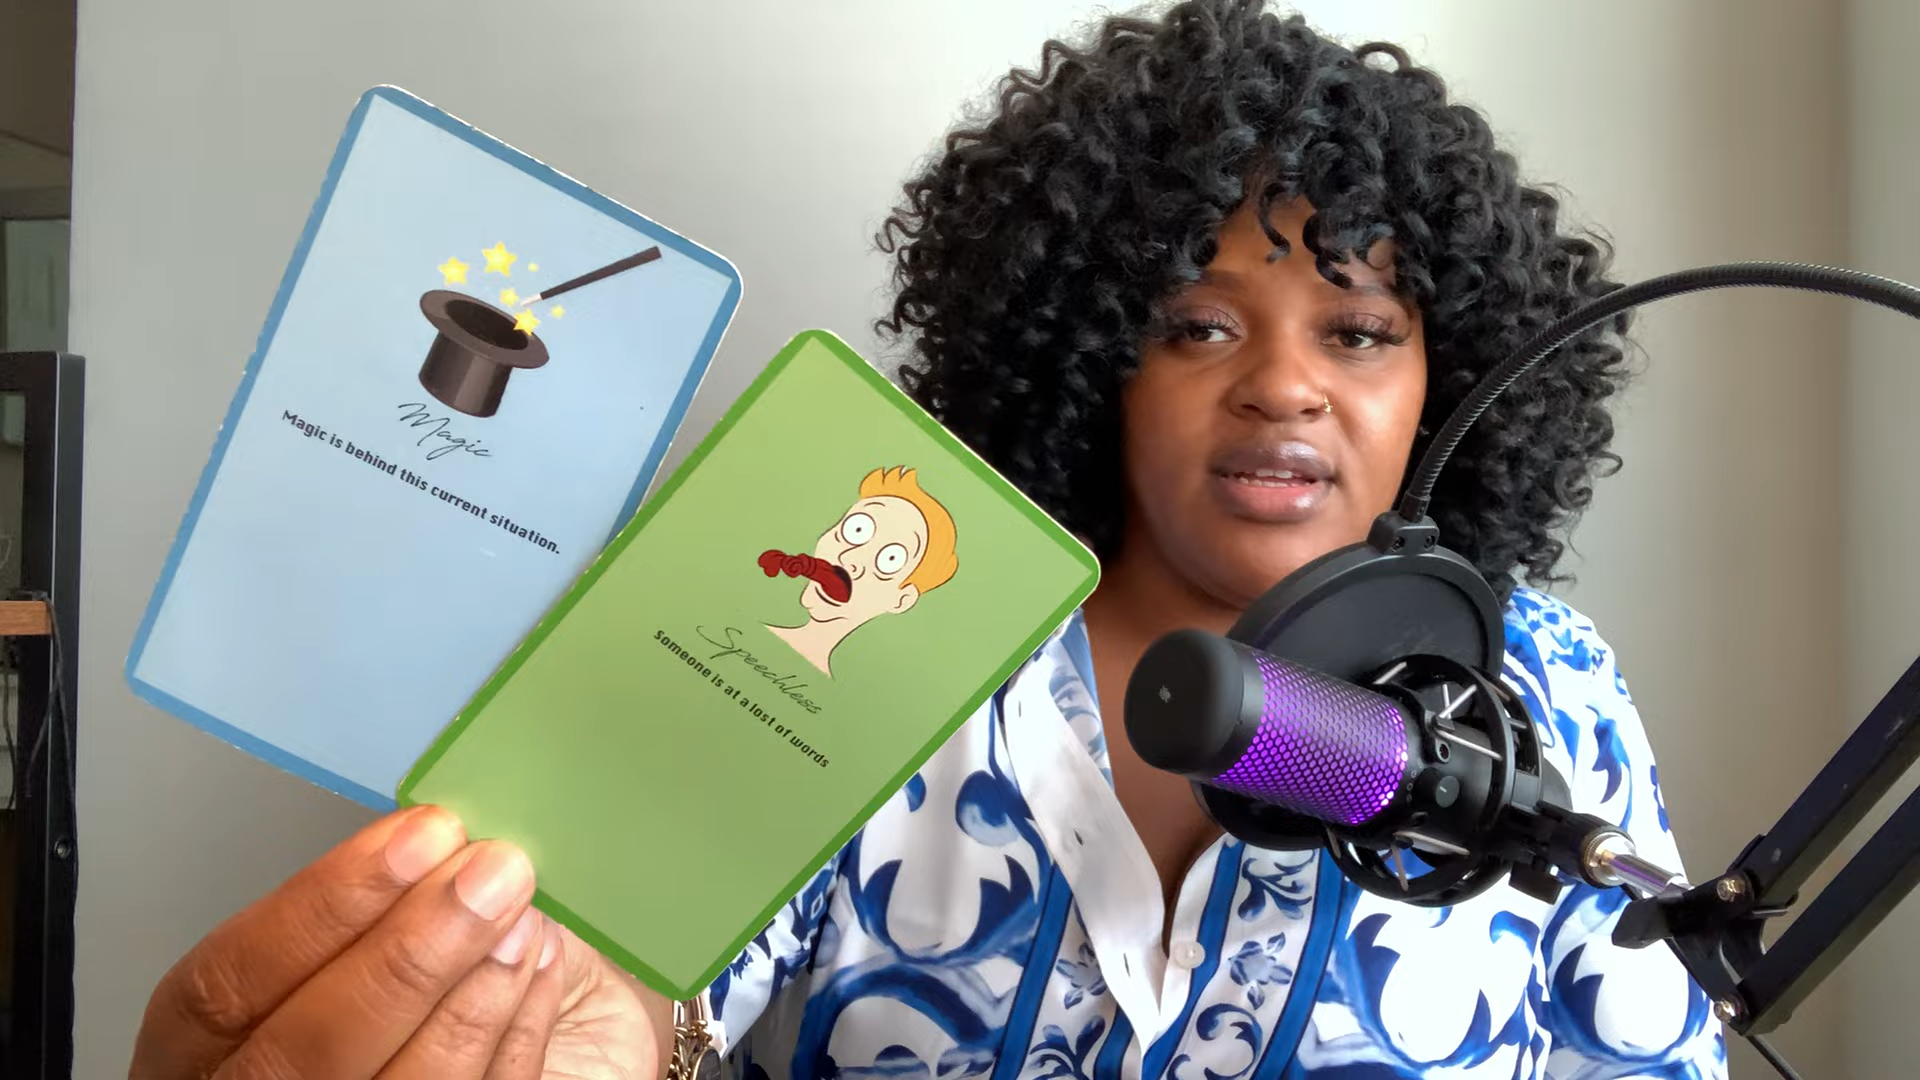 Magic
Magic is behind this current situation.
Speechless
Someone is at a lost of words